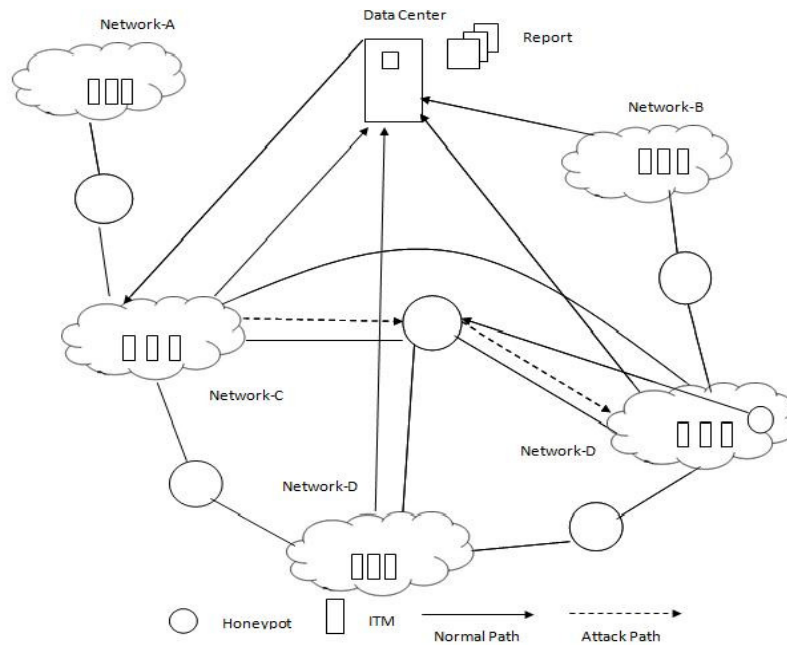 Data Center
Network-A
Report
Network-B
Network-C
Network-D
Network-D
Honeypot
ITM
Normal Path
Attack Path